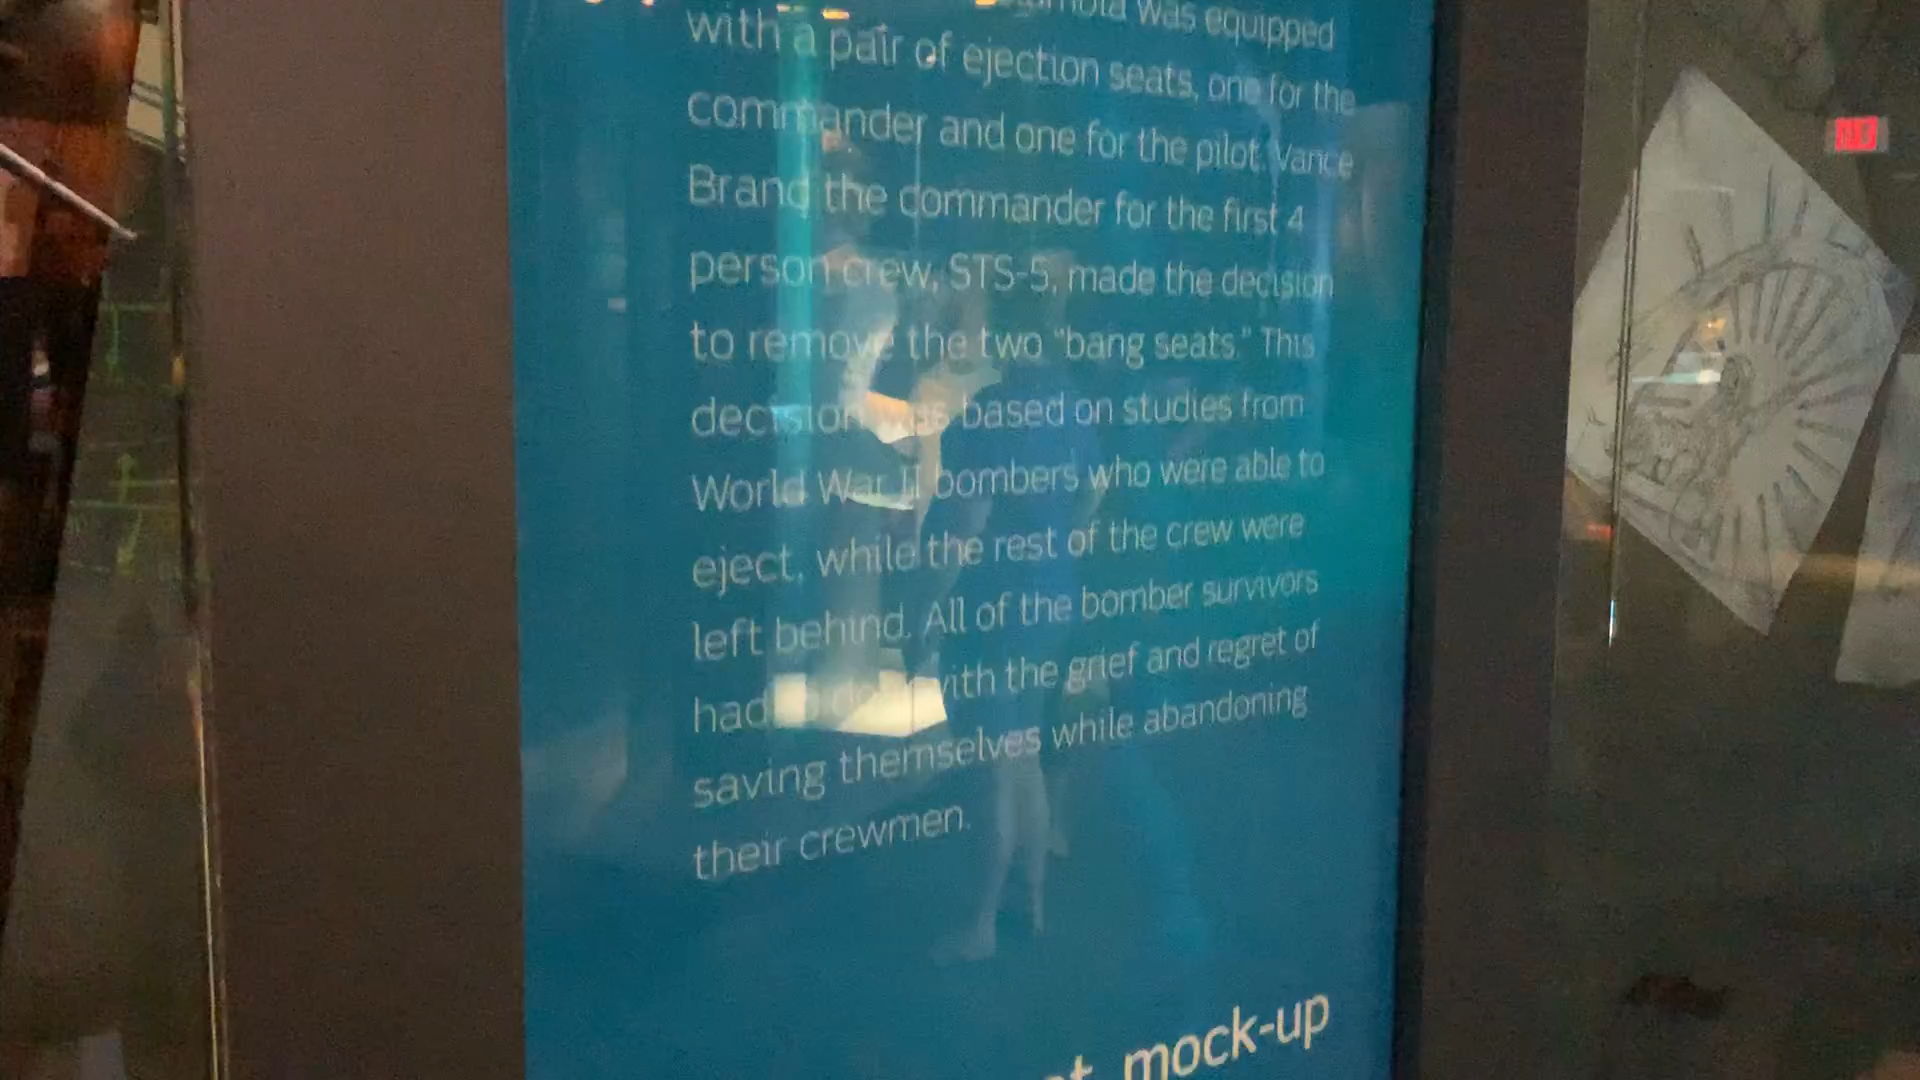 was equipped
with a pair of ejection seats, one for the
commander and one for the pilot. Vance
Brand the commander for the first 4
person crew, STS-5, made the decision
to remove the two "bang seats." This
decision was based on studies from
World War II bombers who were able to
eject, while the rest of the crew were
left behind. All of the bomber survivors
had with the grief and regret of
saving themselves while abandoning
their crewmen.
mock-up